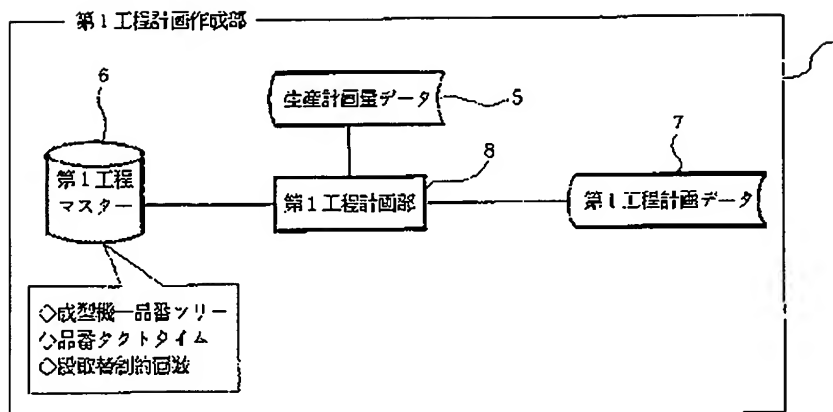 第1工程計画作成部
6
生産計画量データ
5
7
8
第1工程
マスター
第1工程計画部
第1工程計画データ
◇成型機ー品番ツリー
◇品番タクトタイム
◇段取替制約回数